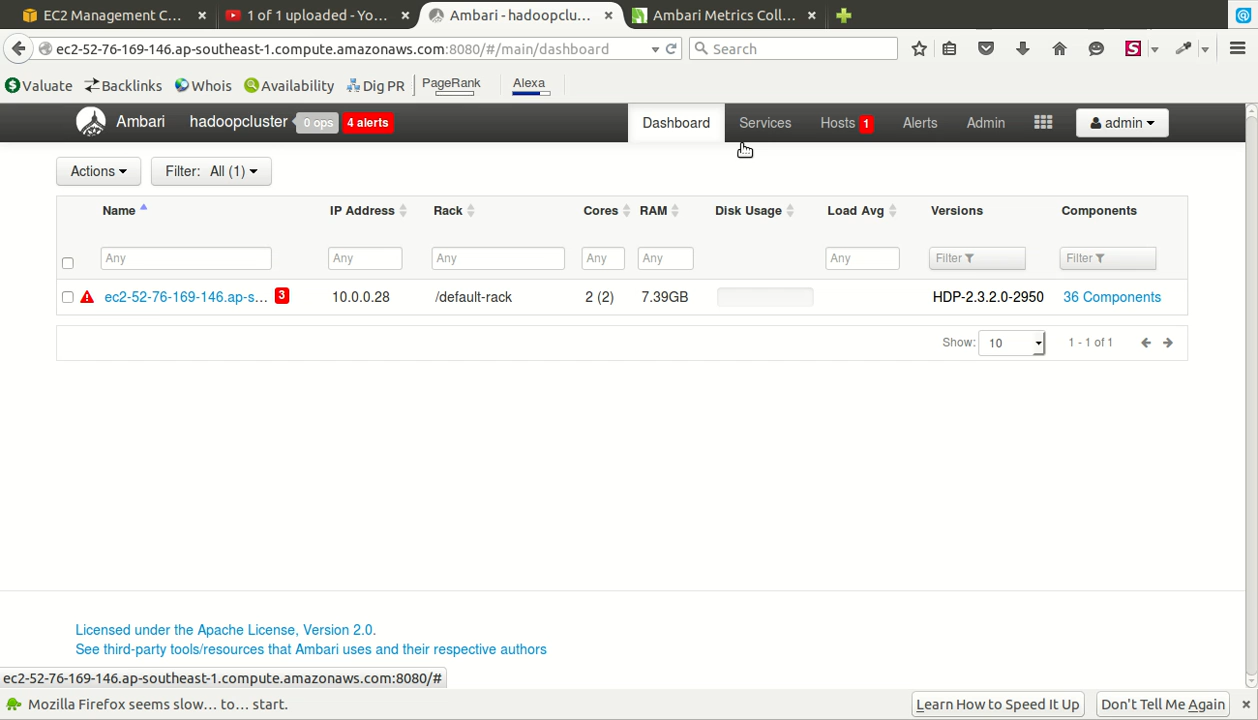 EC2 Management C...
1 of 1 uploaded - Yo...
Ambari - hadoopclu...
Ambari Metrics Coll...
ec2-52-76-169-146.ap-southeast-1.compute.amazonaws.com:8080/#/main/dashboard
Search
Valuate
Backlinks
Whois
Availability
Dig PR
PageRank
Alexa
Ambari
hadoopcluster
0 ops
4 alerts
Dashboard
Services
Hosts 1
Alerts
Admin
admin
Actions
Filter: All (1)
Name
IP Address
Rack
Cores
RAM
Disk Usage
Load Avg
Versions
Components
Any
Any
Any
Any
Any
Any
Filter
Filter
ec2-52-76-169-146.ap-s...
3
10.0.0.28
/default-rack
2 (2)
7.39GB
HDP-2.3.2.0-2950
36 Components
Show: 10
1 - 1 of 1
Licensed under the Apache License, Version 2.0.
See third-party tools/resources that Ambari uses and their respective authors
ec2-52-76-169-146.ap-southeast-1.compute.amazonaws.com:8080/#
Mozilla Firefox seems slow... to... start.
Learn How to Speed It Up
Don't Tell Me Again